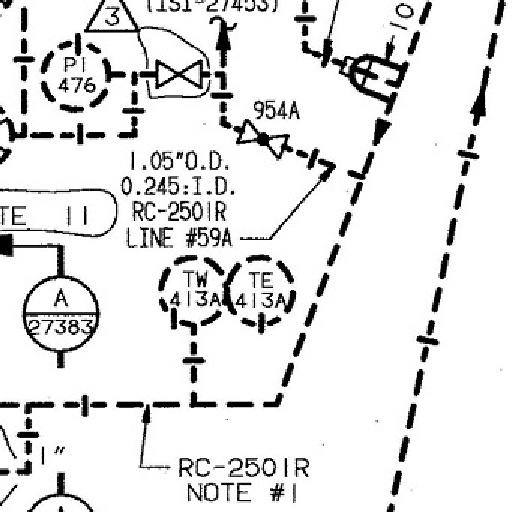 (ISI-27453)
3
10
PI
476
954A
1.05"O.D.
0.245:I.D.
RC-2501R
LINE #59A
TE 11
TW
413A
TE
413A
A
27383
1"
RC-2501R
NOTE #1